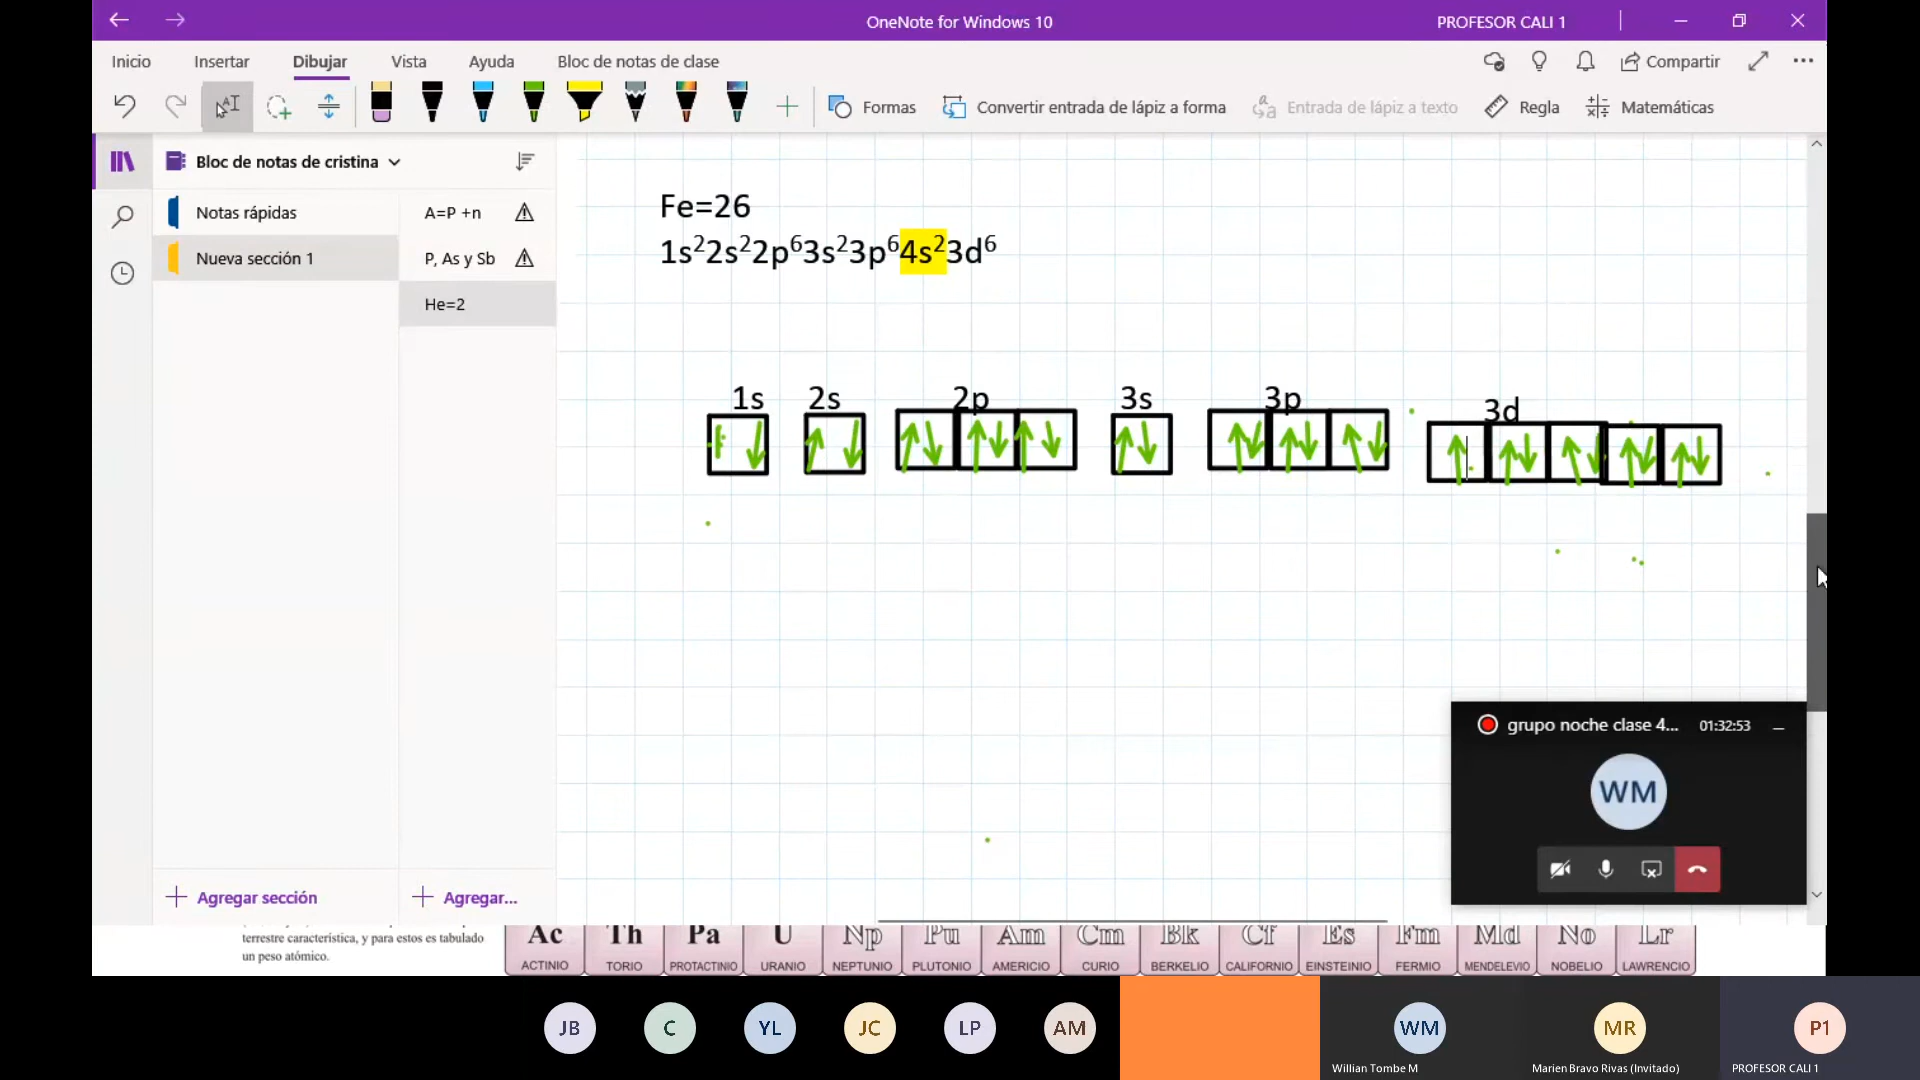 OneNote for Windows 10
PROFESOR CALI 1
Inicio
Insertar
Dibujar
Vista
Ayuda
Bloc de notas de clase
Compartir
Formas
Convertir entrada de lápiz a forma
Entrada de lápiz a texto
Regla
Matemáticas
Bloc de notas de cristina
Notas rápidas
Nueva sección 1
A=P +n
P, As y Sb
He=2
Fe=26
1s²2s²2p⁶3s²3p⁶4s²3d⁶
1s 2s 2p 3s 3p 3d
grupo noche clase 4... 01:32:53
WM
Agregar sección
Agregar...
terrestre característica, y para estos es tabulado
un peso atómico.
Ac Th Pa U Np Pu Am Cm Bk Cf Es Fm Md No Lr
ACTINIO TORIO PROTACTINIO URANIO NEPTUNIO PLUTONIO AMERICIO CURIO BERKELIO CALIFORNIO EINSTEINIO FERMIO MENDELEVIO NOBELIO LAWRENCIO
JB C YL JC LP AM WM MR P1
Willian Tombe M
Marien Bravo Rivas (Invitado)
PROFESOR CALI 1